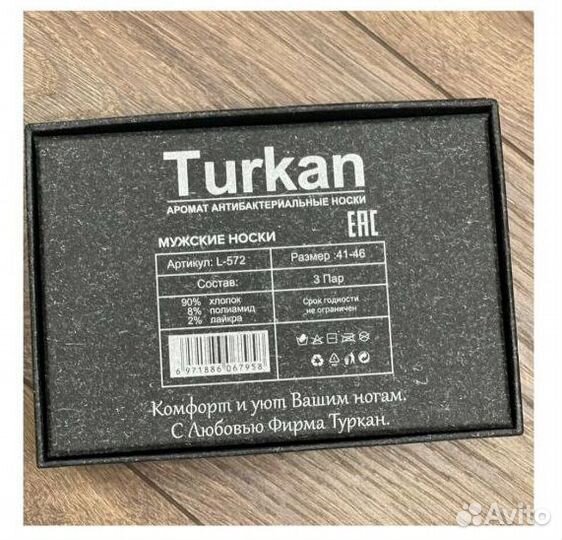 Turkan
АРОМАТ АНТИБАКТЕРИАЛЬНЫЕ НОСКИ
EAC
МУЖСКИЕ НОСКИ
Артикул: L-572
Размер :41-46
Состав:
3 Пар
90% хлопок
8% полиамид
2% лайкра
Срок годности
не ограничен
6 971886 067958
Комфорт и уют Вашим ногам.
С Любовью Фирма Туркан.
Avito